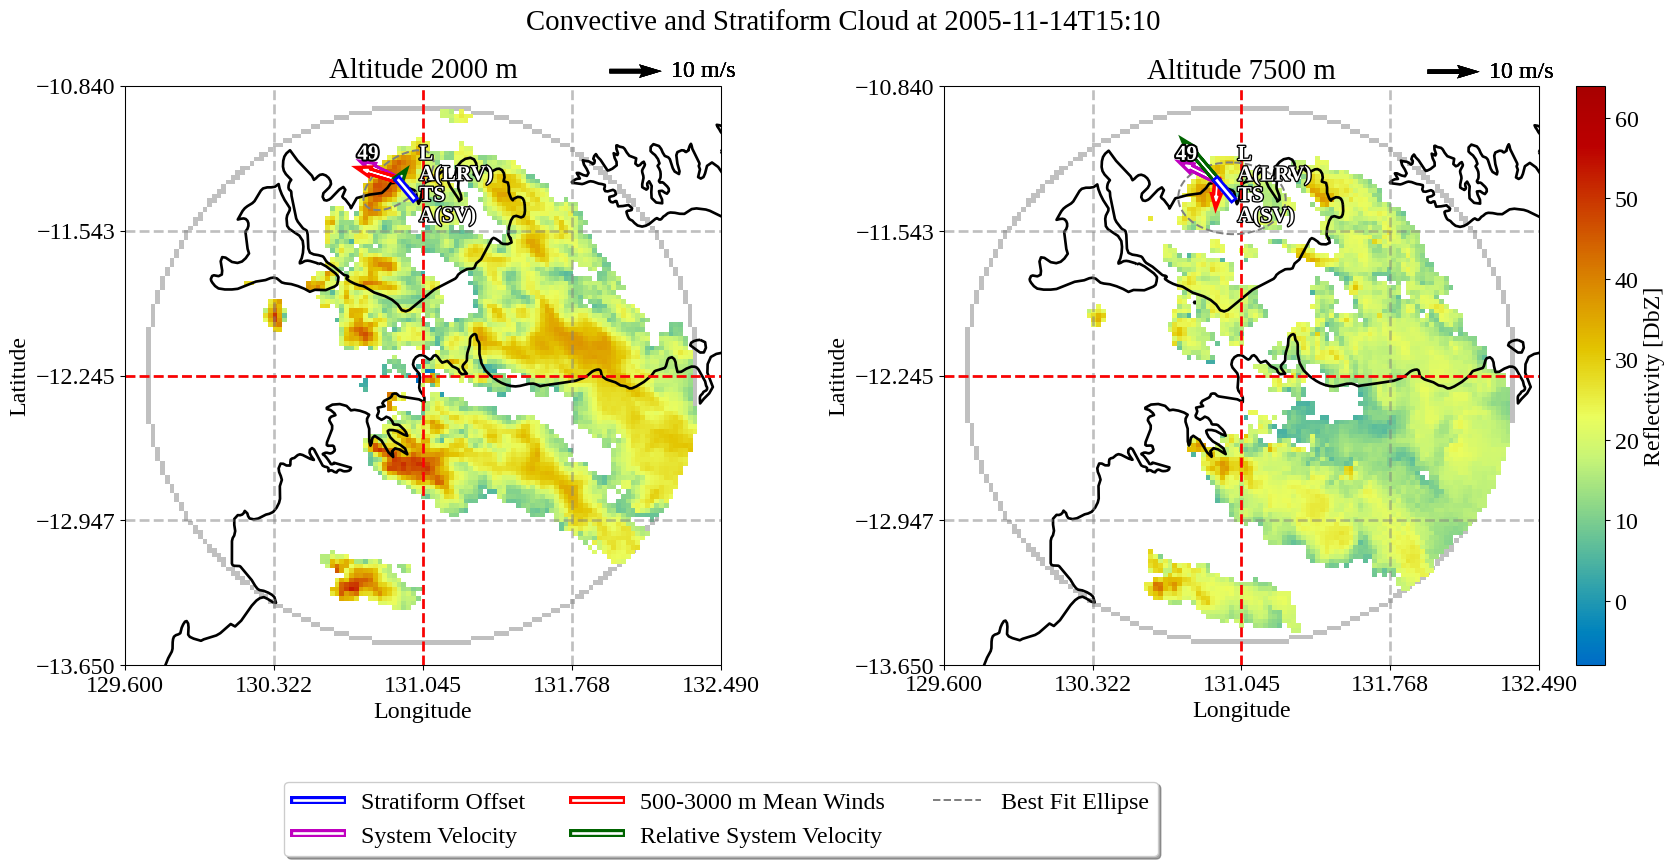 Convective and Stratiform Cloud at 2005-11-14T15:10
Altitude 2000 m
10 m/s
Altitude 7500 m
10 m/s
−10.840
−11.543
−12.245
−12.947
−13.650
Latitude
129.600
130.322
131.045
131.768
132.490
Longitude
49
L
A(LRV)
TS
A(SV)
−10.840
−11.543
−12.245
−12.947
−13.650
Latitude
129.600
130.322
131.045
131.768
132.490
Longitude
49
L
A(LRV)
TS
A(SV)
60
50
40
30
20
10
0
Reflectivity [DbZ]
Stratiform Offset
System Velocity
500-3000 m Mean Winds
Relative System Velocity
Best Fit Ellipse